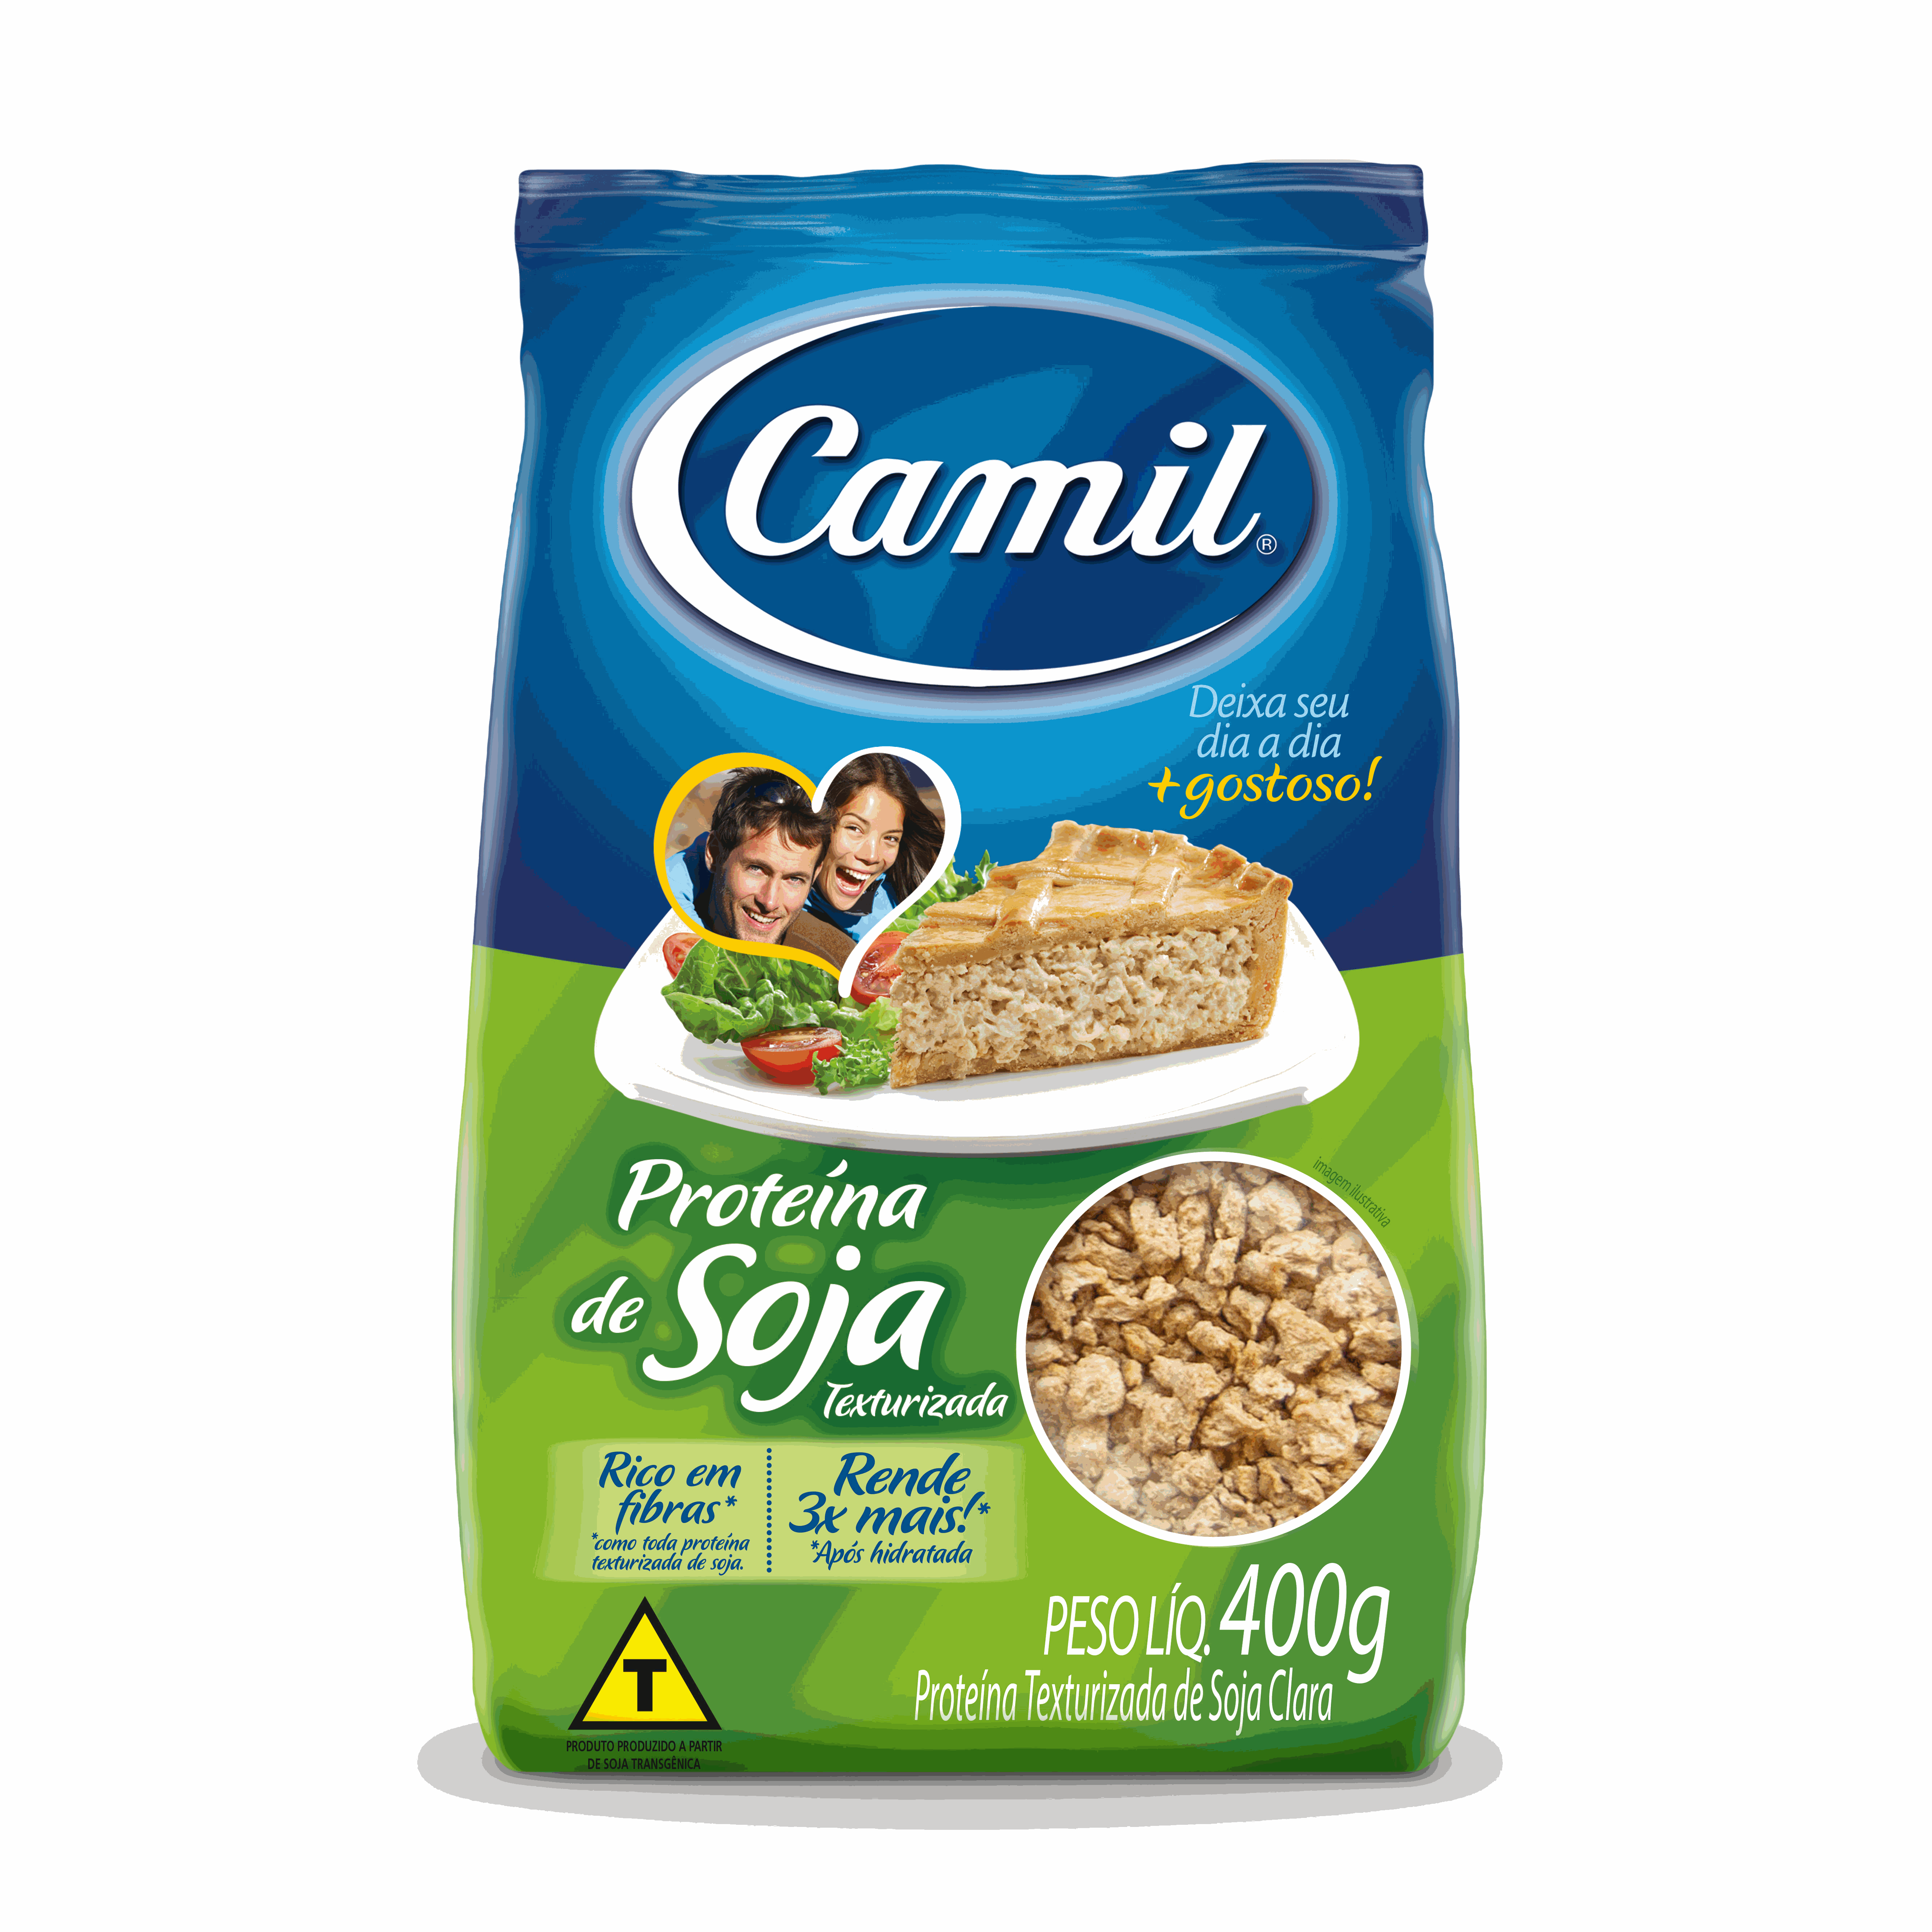 Camil®
Deixa seu
dia a dia
+gostoso!
imagem ilustrativa
Proteína
de Soja
Texturizada
Rico em
fibras*
*como toda proteína
texturizada de soja.
Rende
3x mais!*
*Após hidratada
PESO LÍQ. 400g
Proteína Texturizada de Soja Clara
T
PRODUTO PRODUZIDO A PARTIR
DE SOJA TRANSGÊNICA